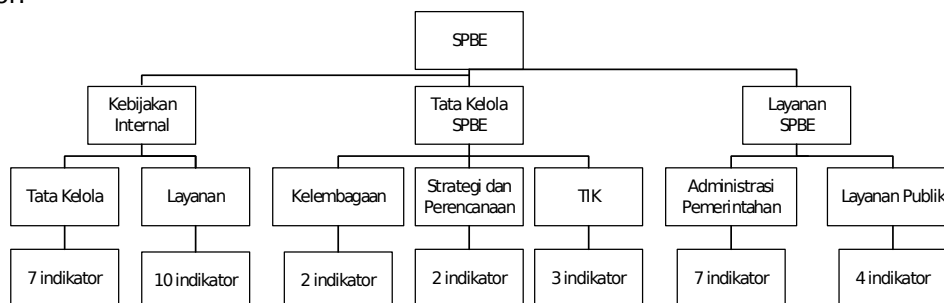 SPBE
Kebijakan
Internal
Tata Kelola
SPBE
Layanan
SPBE
Tata Kelola
Layanan
Kelembagaan
Strategi dan
Perencanaan
TIK
Administrasi
Pemerintahan
Layanan Publik
7 indikator
10 indikator
2 indikator
2 indikator
3 indikator
7 indikator
4 indikator